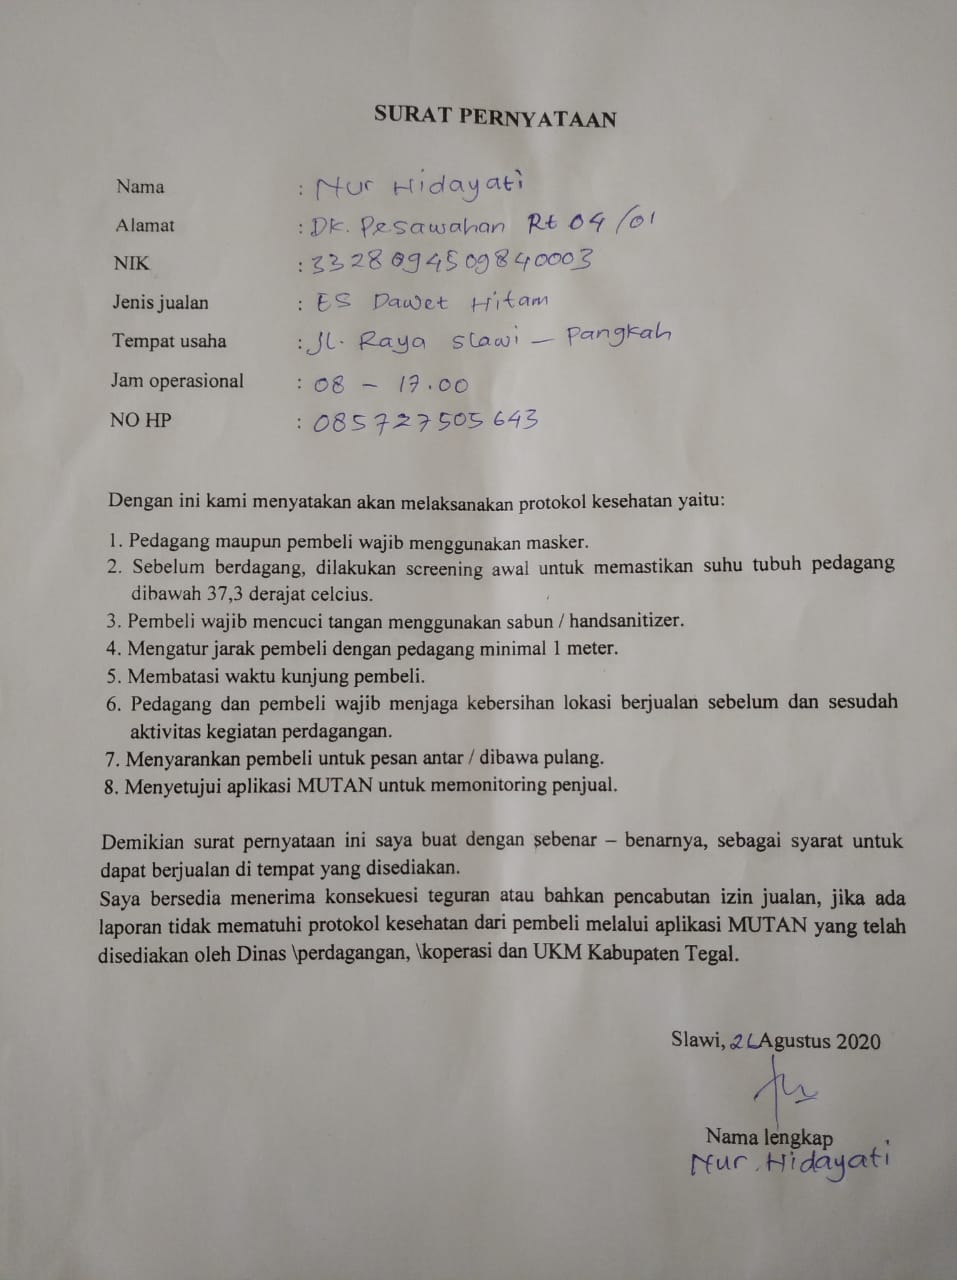 SURAT PERNYATAAN
Nama : Nur Hidayati
Alamat : DK. Pesawahan Rt 04/01
NIK : 3328094509840003
Jenis jualan : ES Dawet Hitam
Tempat usaha : JL. Raya Slawi – Pangkah
Jam operasional : 08 – 17.00
NO HP : 085727505643
Dengan ini kami menyatakan akan melaksanakan protokol kesehatan yaitu:
1. Pedagang maupun pembeli wajib menggunakan masker.
2. Sebelum berdagang, dilakukan screening awal untuk memastikan suhu tubuh pedagang
dibawah 37,3 derajat celcius.
3. Pembeli wajib mencuci tangan menggunakan sabun / handsanitizer.
4. Mengatur jarak pembeli dengan pedagang minimal 1 meter.
5. Membatasi waktu kunjung pembeli.
6. Pedagang dan pembeli wajib menjaga kebersihan lokasi berjualan sebelum dan sesudah
aktivitas kegiatan perdagangan.
7. Menyarankan pembeli untuk pesan antar / dibawa pulang.
8. Menyetujui aplikasi MUTAN untuk memonitoring penjual.
Demikian surat pernyataan ini saya buat dengan sebenar – benarnya, sebagai syarat untuk
dapat berjualan di tempat yang disediakan.
Saya bersedia menerima konsekuesi teguran atau bahkan pencabutan izin jualan, jika ada
laporan tidak mematuhi protokol kesehatan dari pembeli melalui aplikasi MUTAN yang telah
disediakan oleh Dinas \perdagangan, \koperasi dan UKM Kabupaten Tegal.
Slawi, Agustus 2020
Nama lengkap
Nur Hidayati